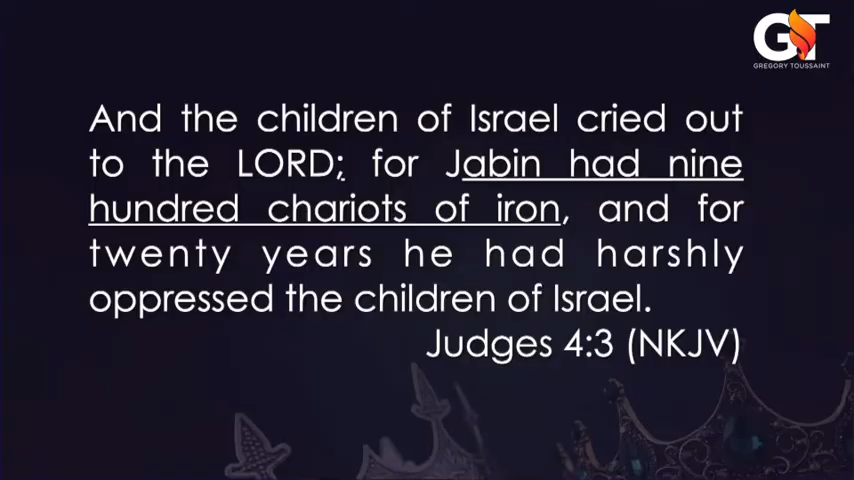 GT
GREGORY TOUSSAINT
And the children of Israel cried out
to the LORD; for Jabin had nine
hundred chariots of iron, and for
twenty years he had harshly
oppressed the children of Israel.
Judges 4:3 (NKJV)